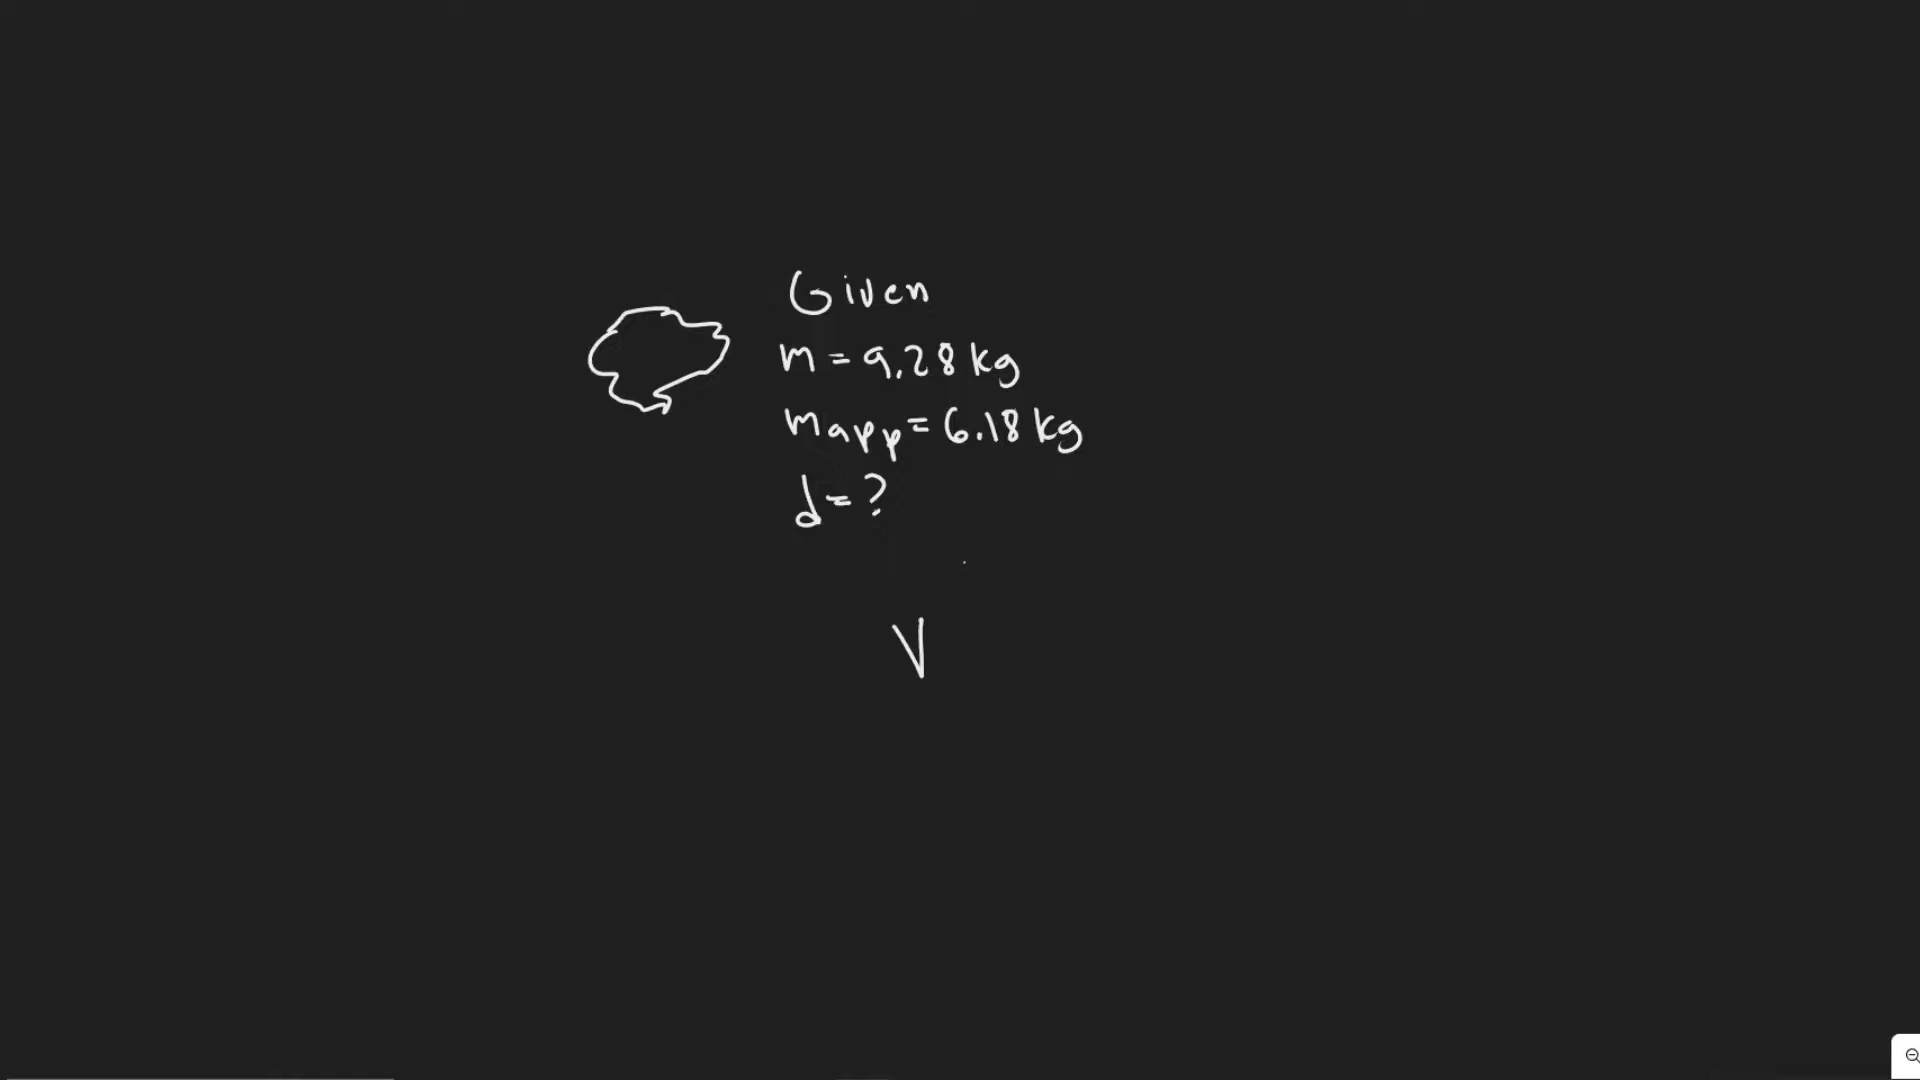 Given
m = 9.28 kg
mapp = 6.18 kg
d = ?
V